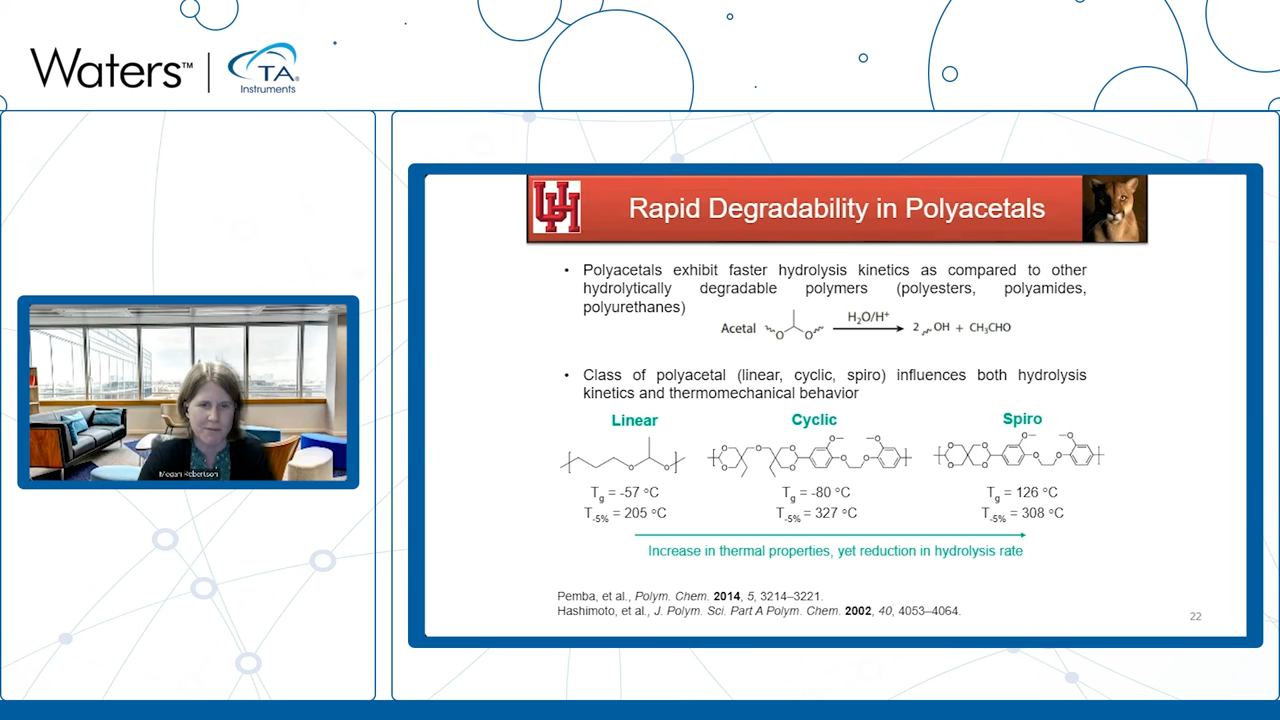 Waters™ | TA®
Instruments
UH
Rapid Degradability in Polyacetals
• Polyacetals exhibit faster hydrolysis kinetics as compared to other
hydrolytically degradable polymers (polyesters, polyamides,
polyurethanes)
Acetal O O H₂O/H⁺ 2 OH + CH₃CHO
• Class of polyacetal (linear, cyclic, spiro) influences both hydrolysis
kinetics and thermomechanical behavior
Linear Cyclic Spiro
Tg = -57 °C Tg = -80 °C Tg = 126 °C
T-5% = 205 °C T-5% = 327 °C T-5% = 308 °C
Increase in thermal properties, yet reduction in hydrolysis rate
Pemba, et al., Polym. Chem. 2014, 5, 3214–3221.
Hashimoto, et al., J. Polym. Sci. Part A Polym. Chem. 2002, 40, 4053–4064.
22
Megan Robertson